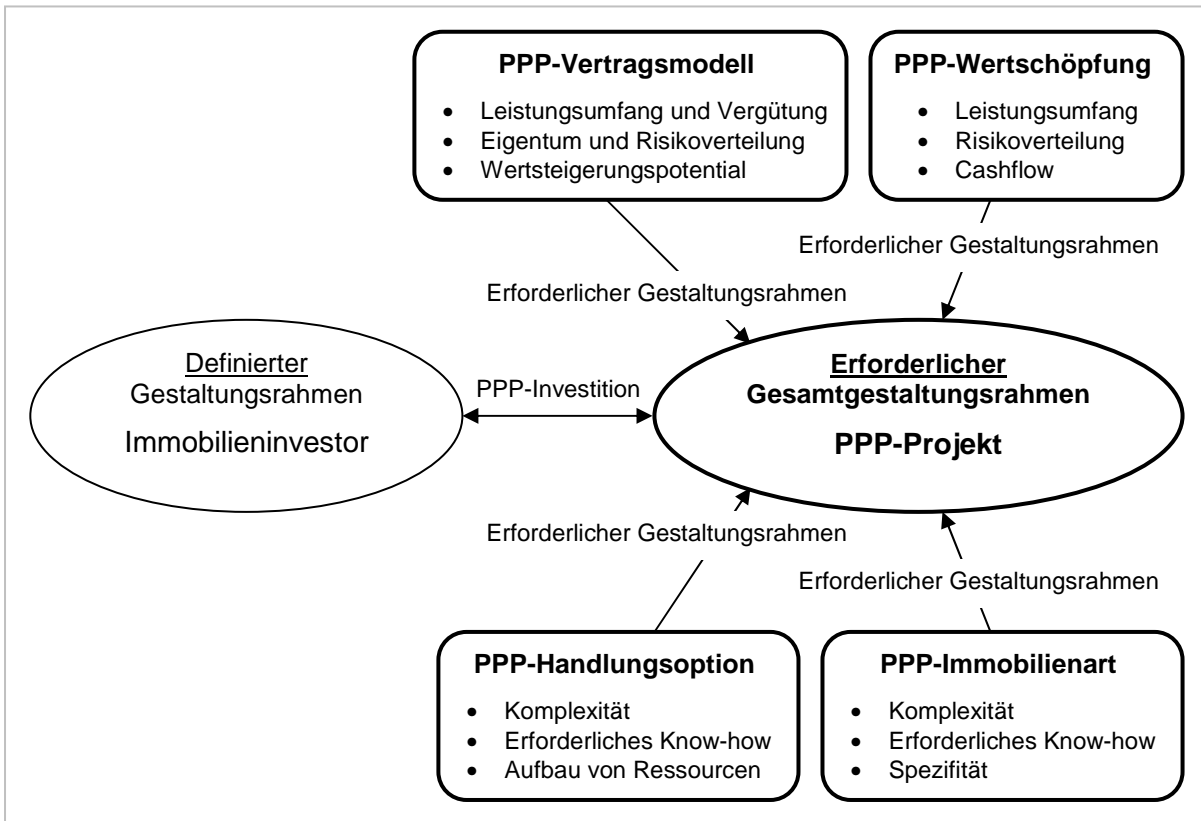 PPP-Vertragsmodell
• Leistungsumfang und Vergütung
• Eigentum und Risikoverteilung
• Wertsteigerungspotential
PPP-Wertschöpfung
• Leistungsumfang
• Risikoverteilung
• Cashflow
Erforderlicher Gestaltungsrahmen
Erforderlicher Gestaltungsrahmen
Definierter
Gestaltungsrahmen
Immobilieninvestor
PPP-Investition
Erforderlicher
Gesamtgestaltungsrahmen
PPP-Projekt
Erforderlicher Gestaltungsrahmen
Erforderlicher Gestaltungsrahmen
PPP-Handlungsoption
• Komplexität
• Erforderliches Know-how
• Aufbau von Ressourcen
PPP-Immobilienart
• Komplexität
• Erforderliches Know-how
• Spezifität